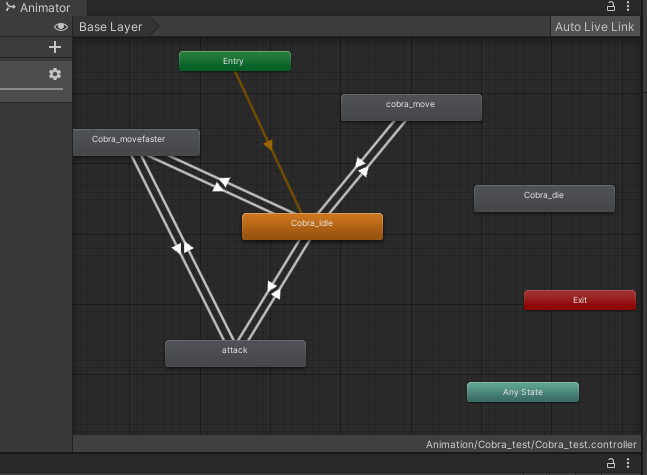 Animator
Base Layer
Auto Live Link
Entry
cobra_move
Cobra_movefaster
Cobra_die
Cobra_Idle
Exit
attack
Any State
Animation/Cobra_test/Cobra_test.controller